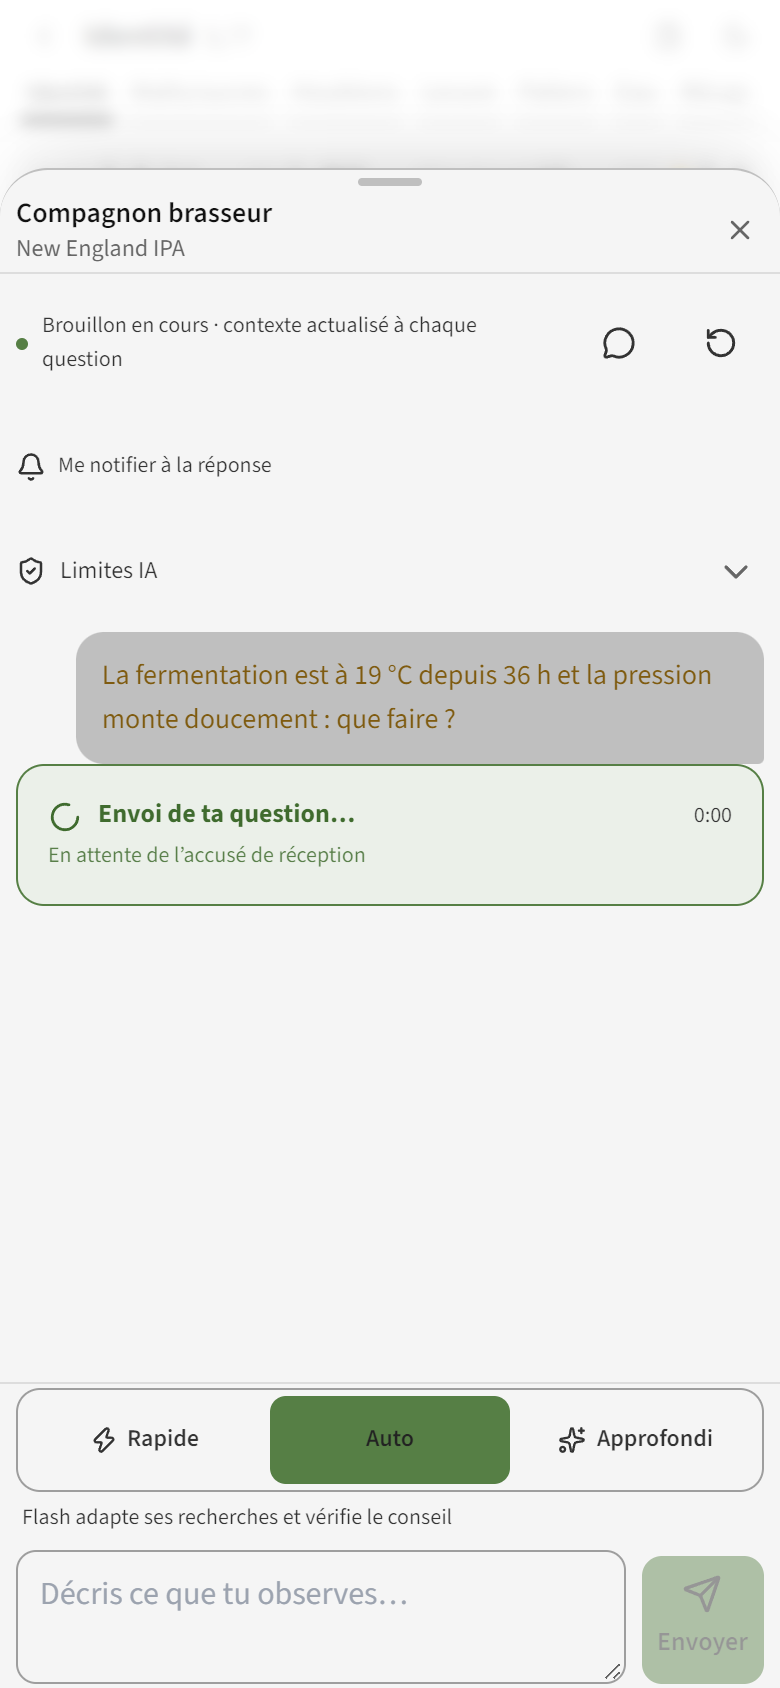 Compagnon brasseur
New England IPA
Brouillon en cours · contexte actualisé à chaque
question
Me notifier à la réponse
Limites IA
La fermentation est à 19 °C depuis 36 h et la pression
monte doucement : que faire ?
Envoi de ta question…
0:00
En attente de l’accusé de réception
Rapide
Auto
Approfondi
Flash adapte ses recherches et vérifie le conseil
Décris ce que tu observes…
Envoyer